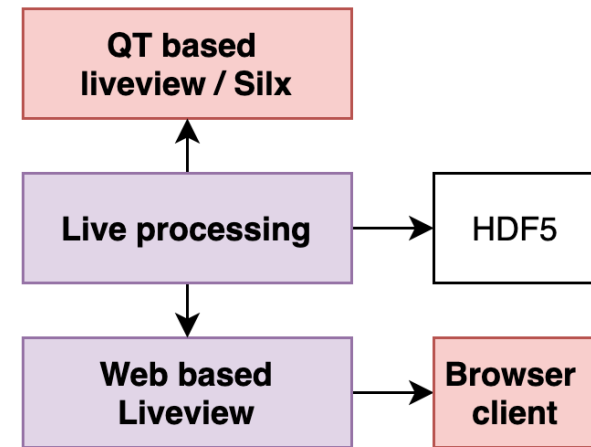 QT based
liveview / Silx
Live processing
HDF5
Web based
Liveview
Browser
client